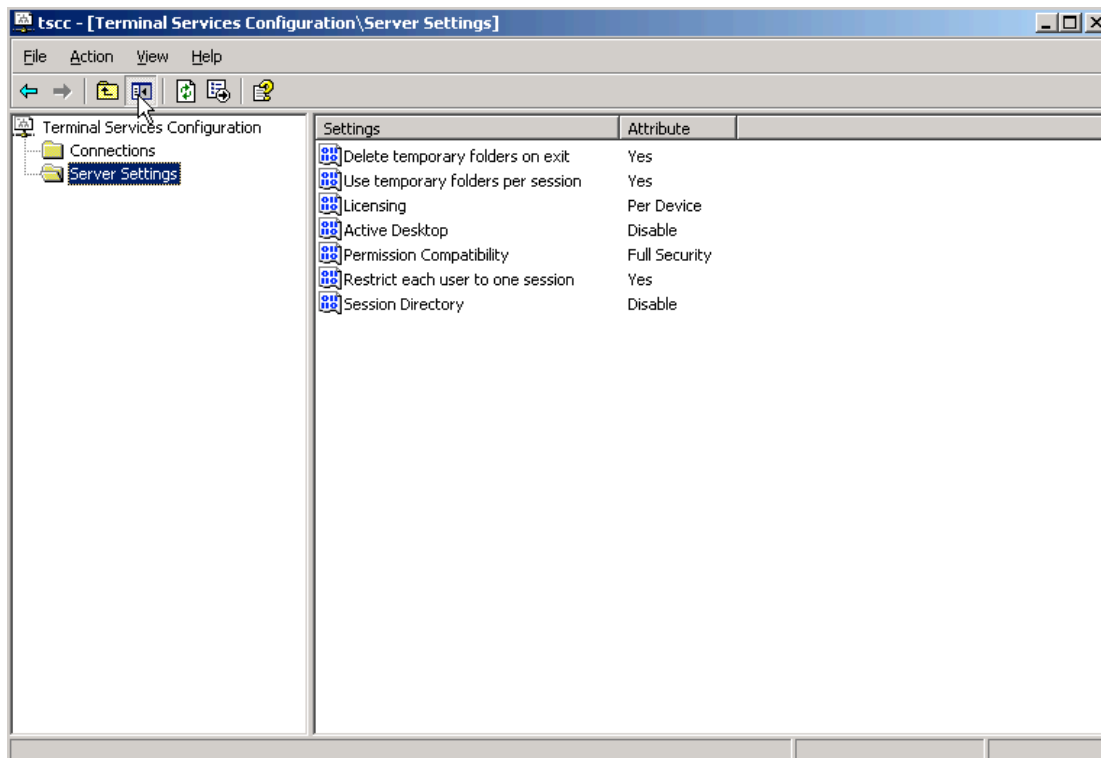 tscc - [Terminal Services Configuration\Server Settings]
File Action View Help
Terminal Services Configuration
Connections
Server Settings
Settings Attribute
Delete temporary folders on exit Yes
Use temporary folders per session Yes
Licensing Per Device
Active Desktop Disable
Permission Compatibility Full Security
Restrict each user to one session Yes
Session Directory Disable